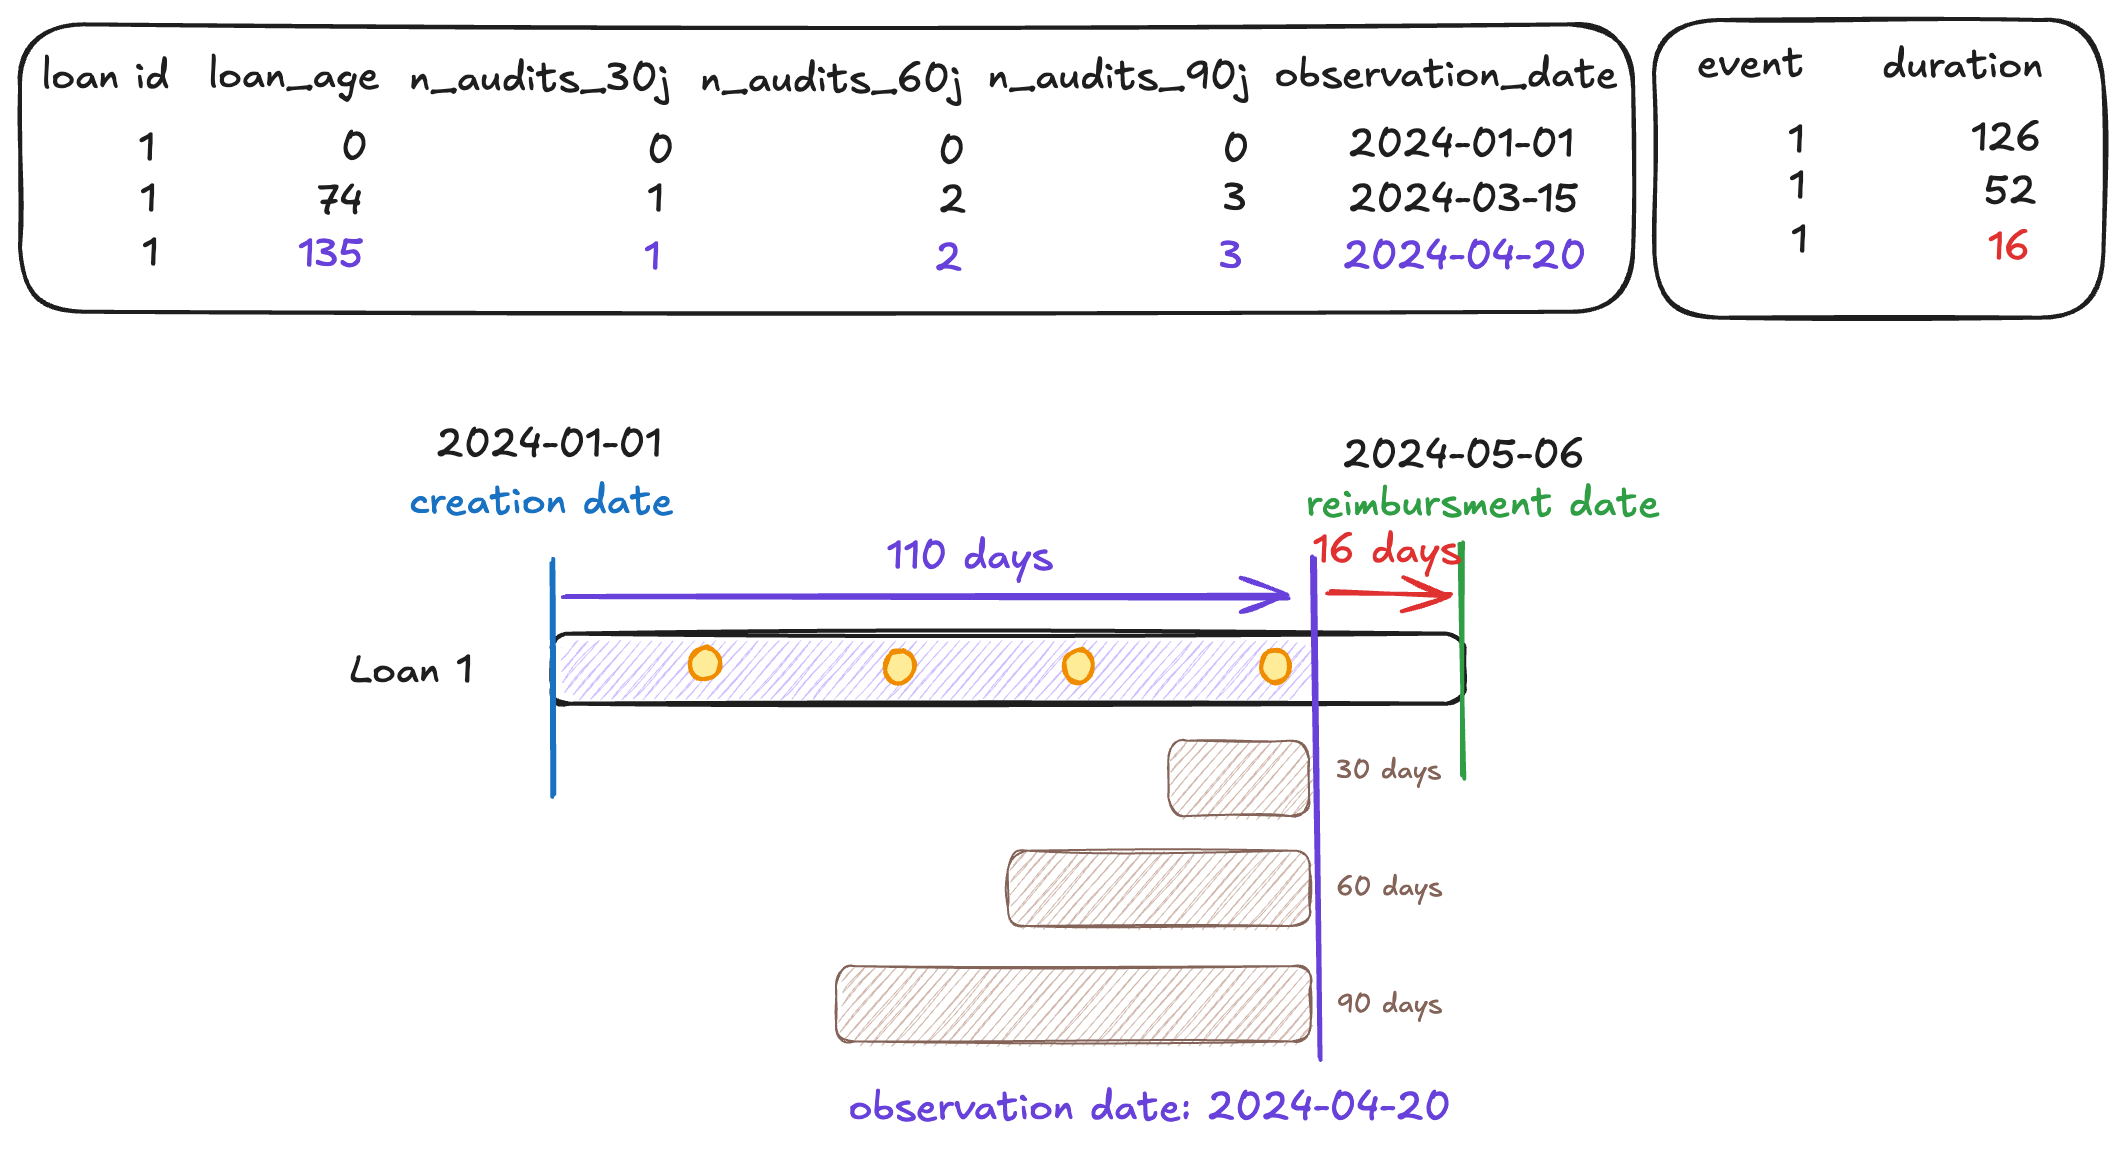 loan id loan_age n_audits_30j n_audits_60j n_audits_90j observation_date event duration
1 0 0 0 0 2024-01-01 1 126
1 74 1 2 3 2024-03-15 1 52
1 135 1 2 3 2024-04-20 1 16
2024-01-01
creation date
2024-05-06
reimbursment date
110 days
16 days
Loan 1
30 days
60 days
90 days
observation date: 2024-04-20